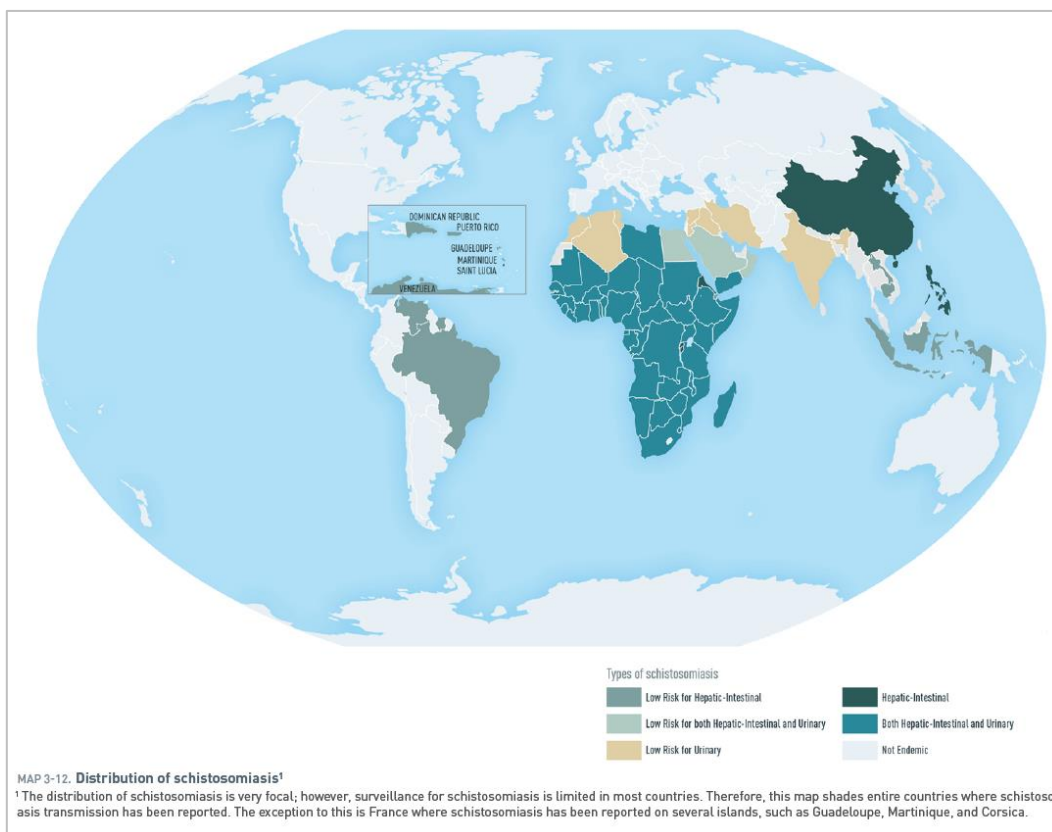 DOMINICAN REPUBLIC
PUERTO RICO
GUADELOUPE
MARTINIQUE
SAINT LUCIA
VENEZUELA
Types of schistosomiasis
Low Risk for Hepatic-Intestinal
Low Risk for both Hepatic-Intestinal and Urinary
Low Risk for Urinary
Hepatic-Intestinal
Both Hepatic-Intestinal and Urinary
Not Endemic
MAP 3-12. Distribution of schistosomiasis¹
¹ The distribution of schistosomiasis is very focal; however, surveillance for schistosomiasis is limited in most countries. Therefore, this map shades entire countries where schistoso
asis transmission has been reported. The exception to this is France where schistosomiasis has been reported on several islands, such as Guadeloupe, Martinique, and Corsica.